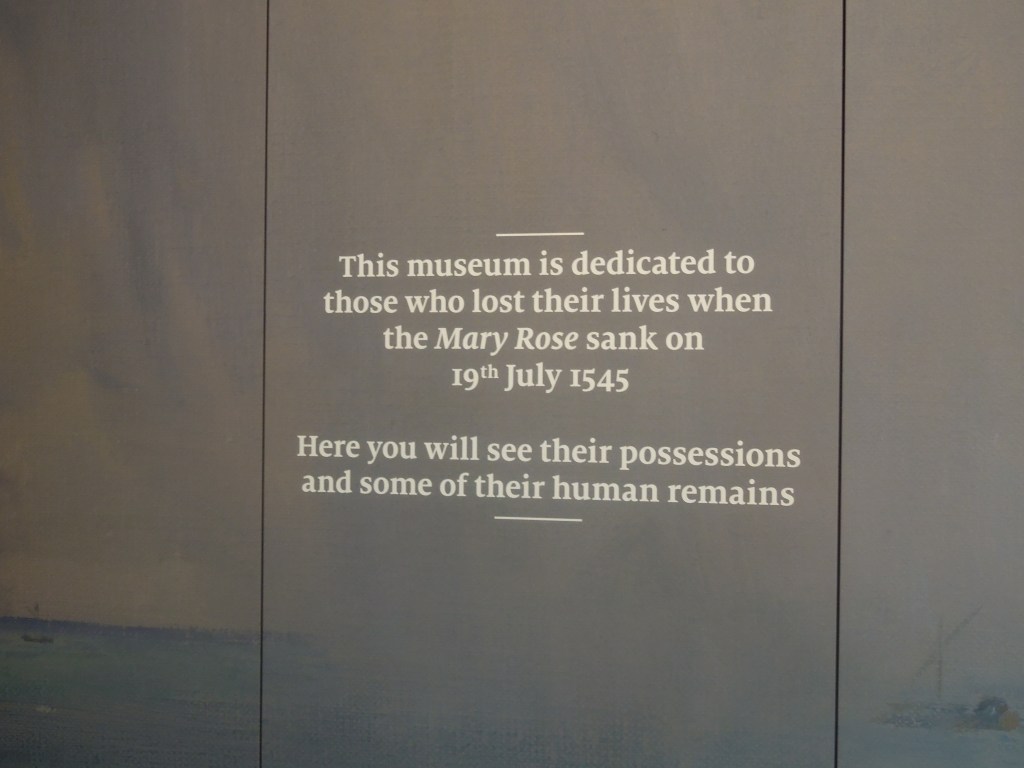 This museum is dedicated to
those who lost their lives when
the Mary Rose sank on
19th July 1545
Here you will see their possessions
and some of their human remains